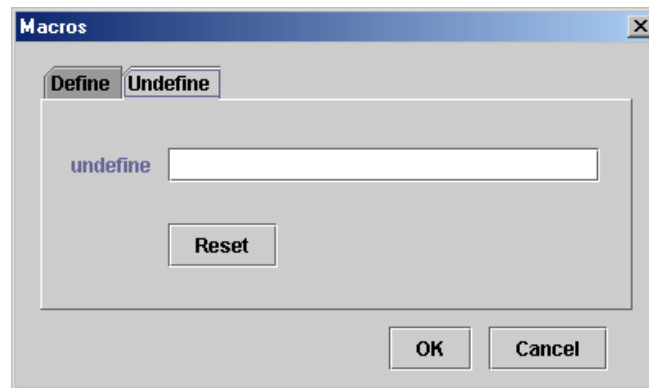 Macros
Define Undefine
undefine
Reset
OK Cancel